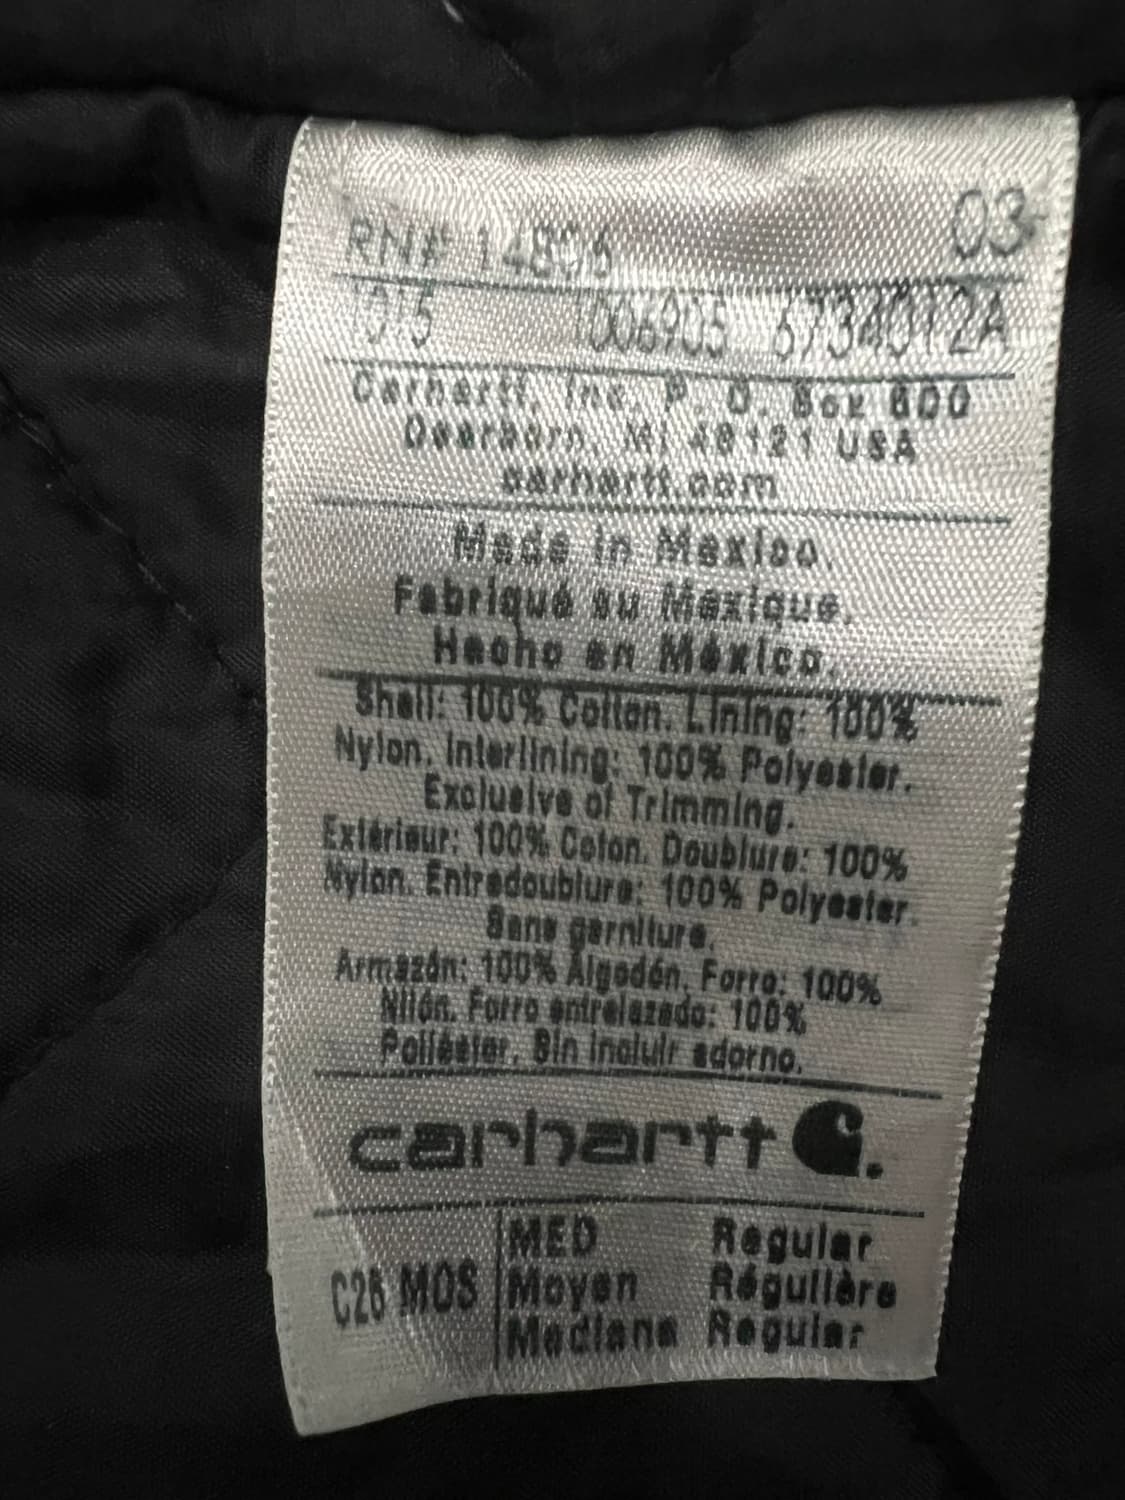 RN# 14806 03-
1015 1006905 6734012A
Carhartt, Inc. P. O. Box 600
Dearborn, MI 48121 USA
carhartt.com
Made in Mexico.
Fabriqué au Mexique.
Hecho en México.
Shell: 100% Cotton. Lining: 100%
Nylon. Interlining: 100% Polyester.
Exclusive of Trimming.
Extérieur: 100% Coton. Doublure: 100%
Nylon. Entredoublure: 100% Polyester.
Sans garniture.
Armazón: 100% Algodón. Forro: 100%
Nilón. Forro entrelazado: 100%
Poliéster. Sin incluir adorno.
carhartt
C26 MOS MED Regular
Moyen Régulière
Mediana Regular